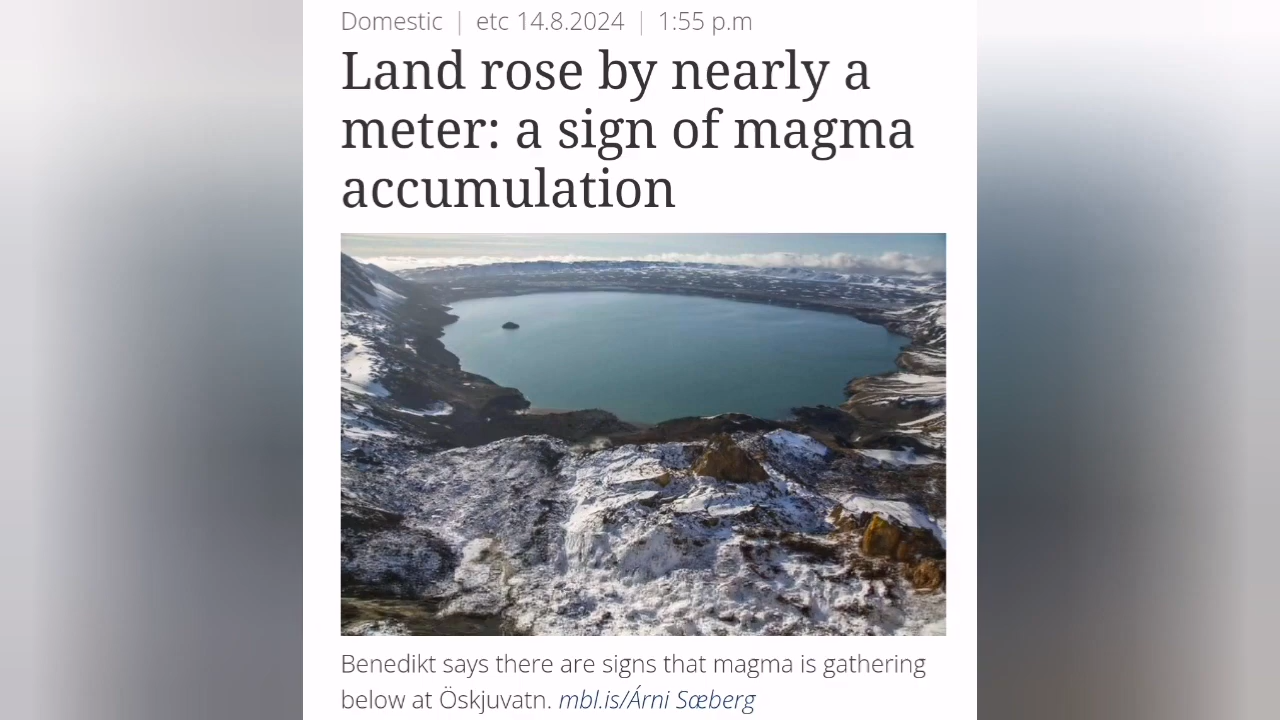 Domestic | etc 14.8.2024 | 1:55 p.m
Land rose by nearly a
meter: a sign of magma
accumulation
Benedikt says there are signs that magma is gathering
below at Öskjuvatn. mbl.is/Árni Sæberg